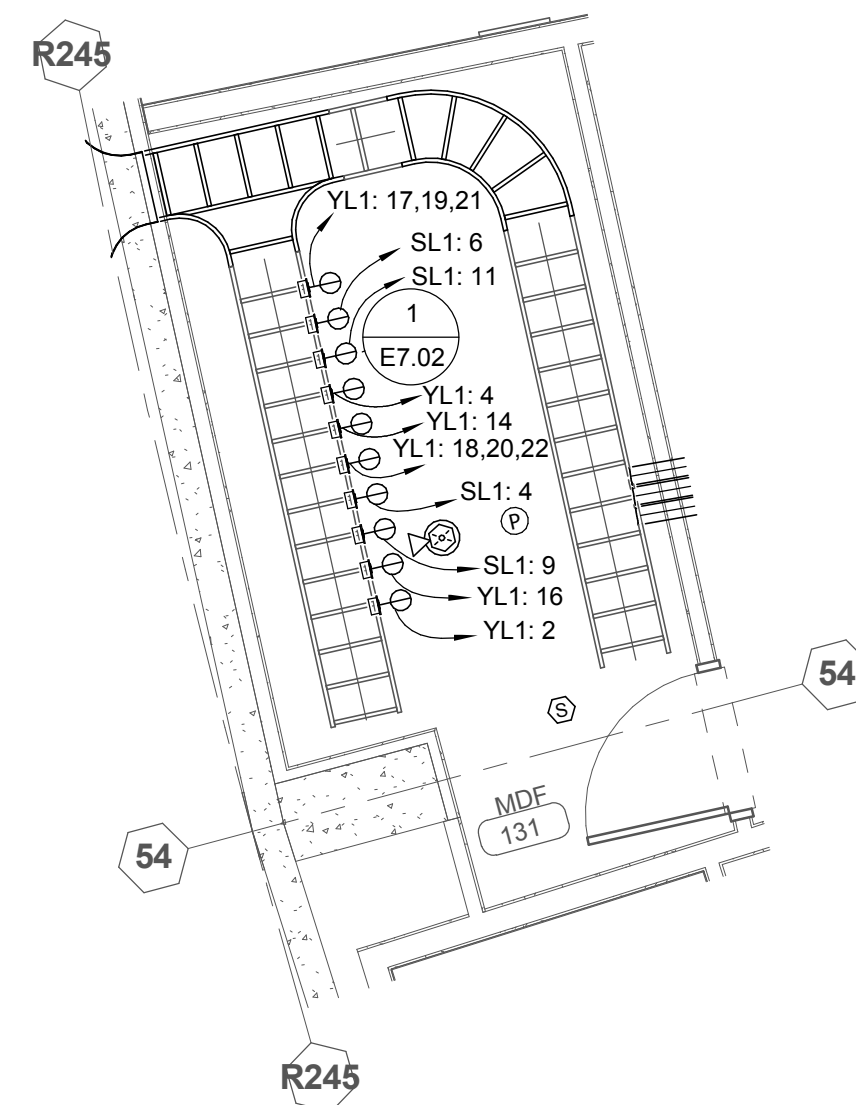 R245
YL1: 17,19,21
SL1: 6
SL1: 11
1
E7.02
YL1: 4
YL1: 14
YL1: 18,20,22
SL1: 4
P
SL1: 9
YL1: 16
YL1: 2
54
S
MDF
131
54
R245